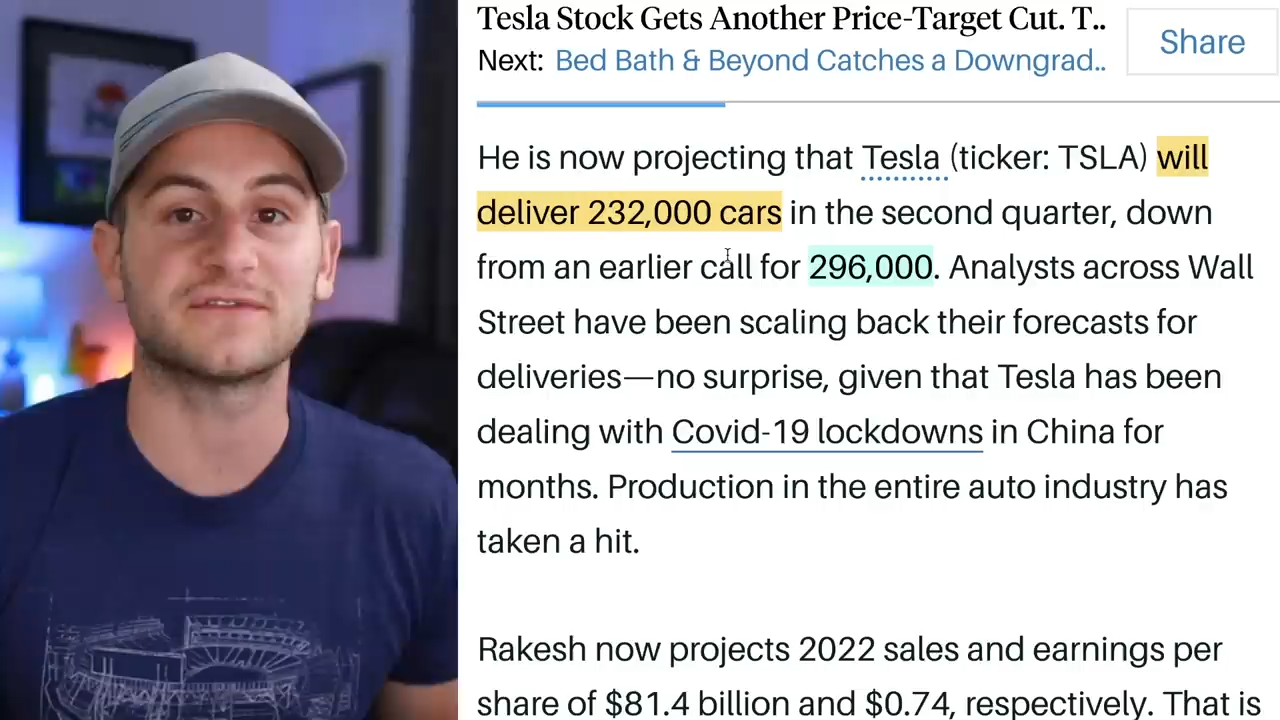 Tesla Stock Gets Another Price-Target Cut. T..
Share
Next: Bed Bath & Beyond Catches a Downgrad..
He is now projecting that Tesla (ticker: TSLA) will
deliver 232,000 cars in the second quarter, down
from an earlier call for 296,000. Analysts across Wall
Street have been scaling back their forecasts for
deliveries—no surprise, given that Tesla has been
dealing with Covid-19 lockdowns in China for
months. Production in the entire auto industry has
taken a hit.
Rakesh now projects 2022 sales and earnings per
share of $81.4 billion and $0.74, respectively. That is